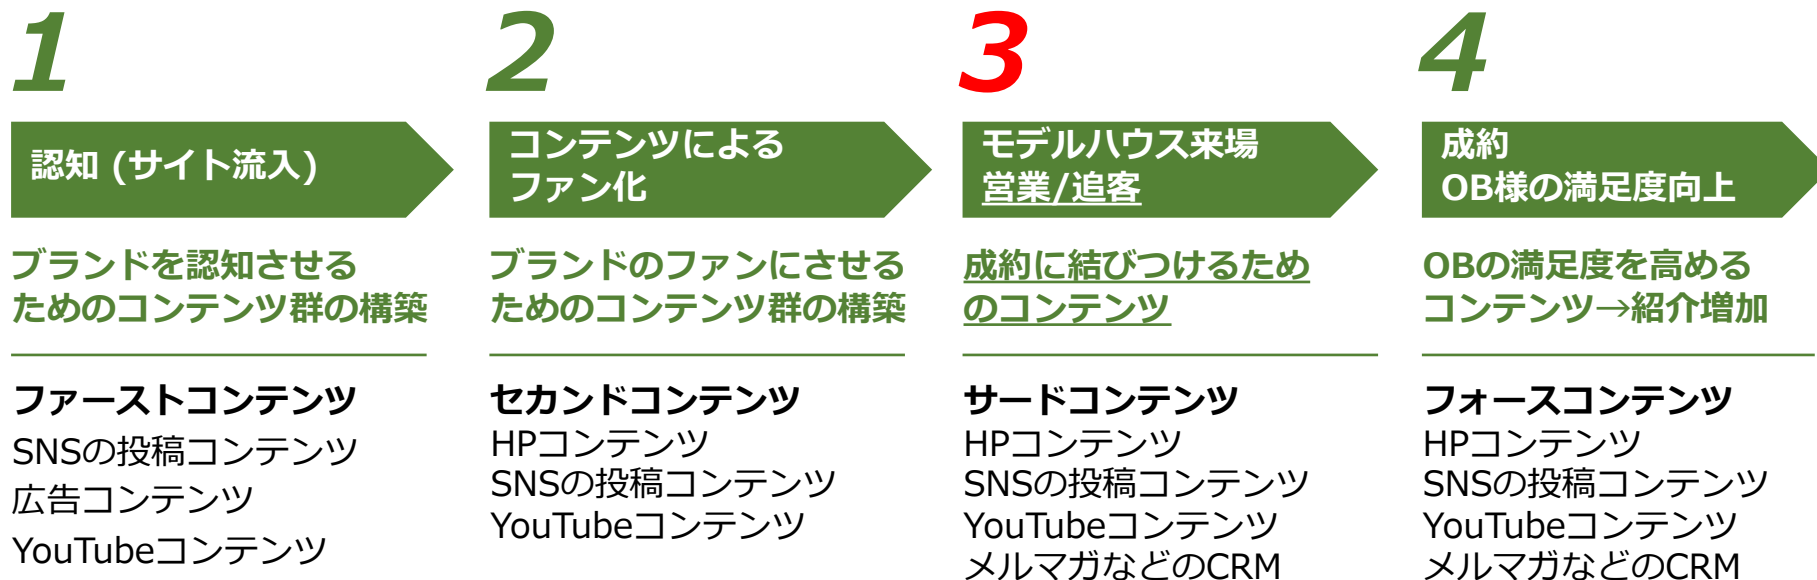 1
認知 (サイト流入)
ブランドを認知させる
ためのコンテンツ群の構築
ファーストコンテンツ
SNSの投稿コンテンツ
広告コンテンツ
YouTubeコンテンツ
2
コンテンツによる
ファン化
ブランドのファンにさせる
ためのコンテンツ群の構築
セカンドコンテンツ
HPコンテンツ
SNSの投稿コンテンツ
YouTubeコンテンツ
3
モデルハウス来場
営業/追客
成約に結びつけるため
のコンテンツ
サードコンテンツ
HPコンテンツ
SNSの投稿コンテンツ
YouTubeコンテンツ
メルマガなどのCRM
4
成約
OB様の満足度向上
OBの満足度を高める
コンテンツ→紹介増加
フォースコンテンツ
HPコンテンツ
SNSの投稿コンテンツ
YouTubeコンテンツ
メルマガなどのCRM